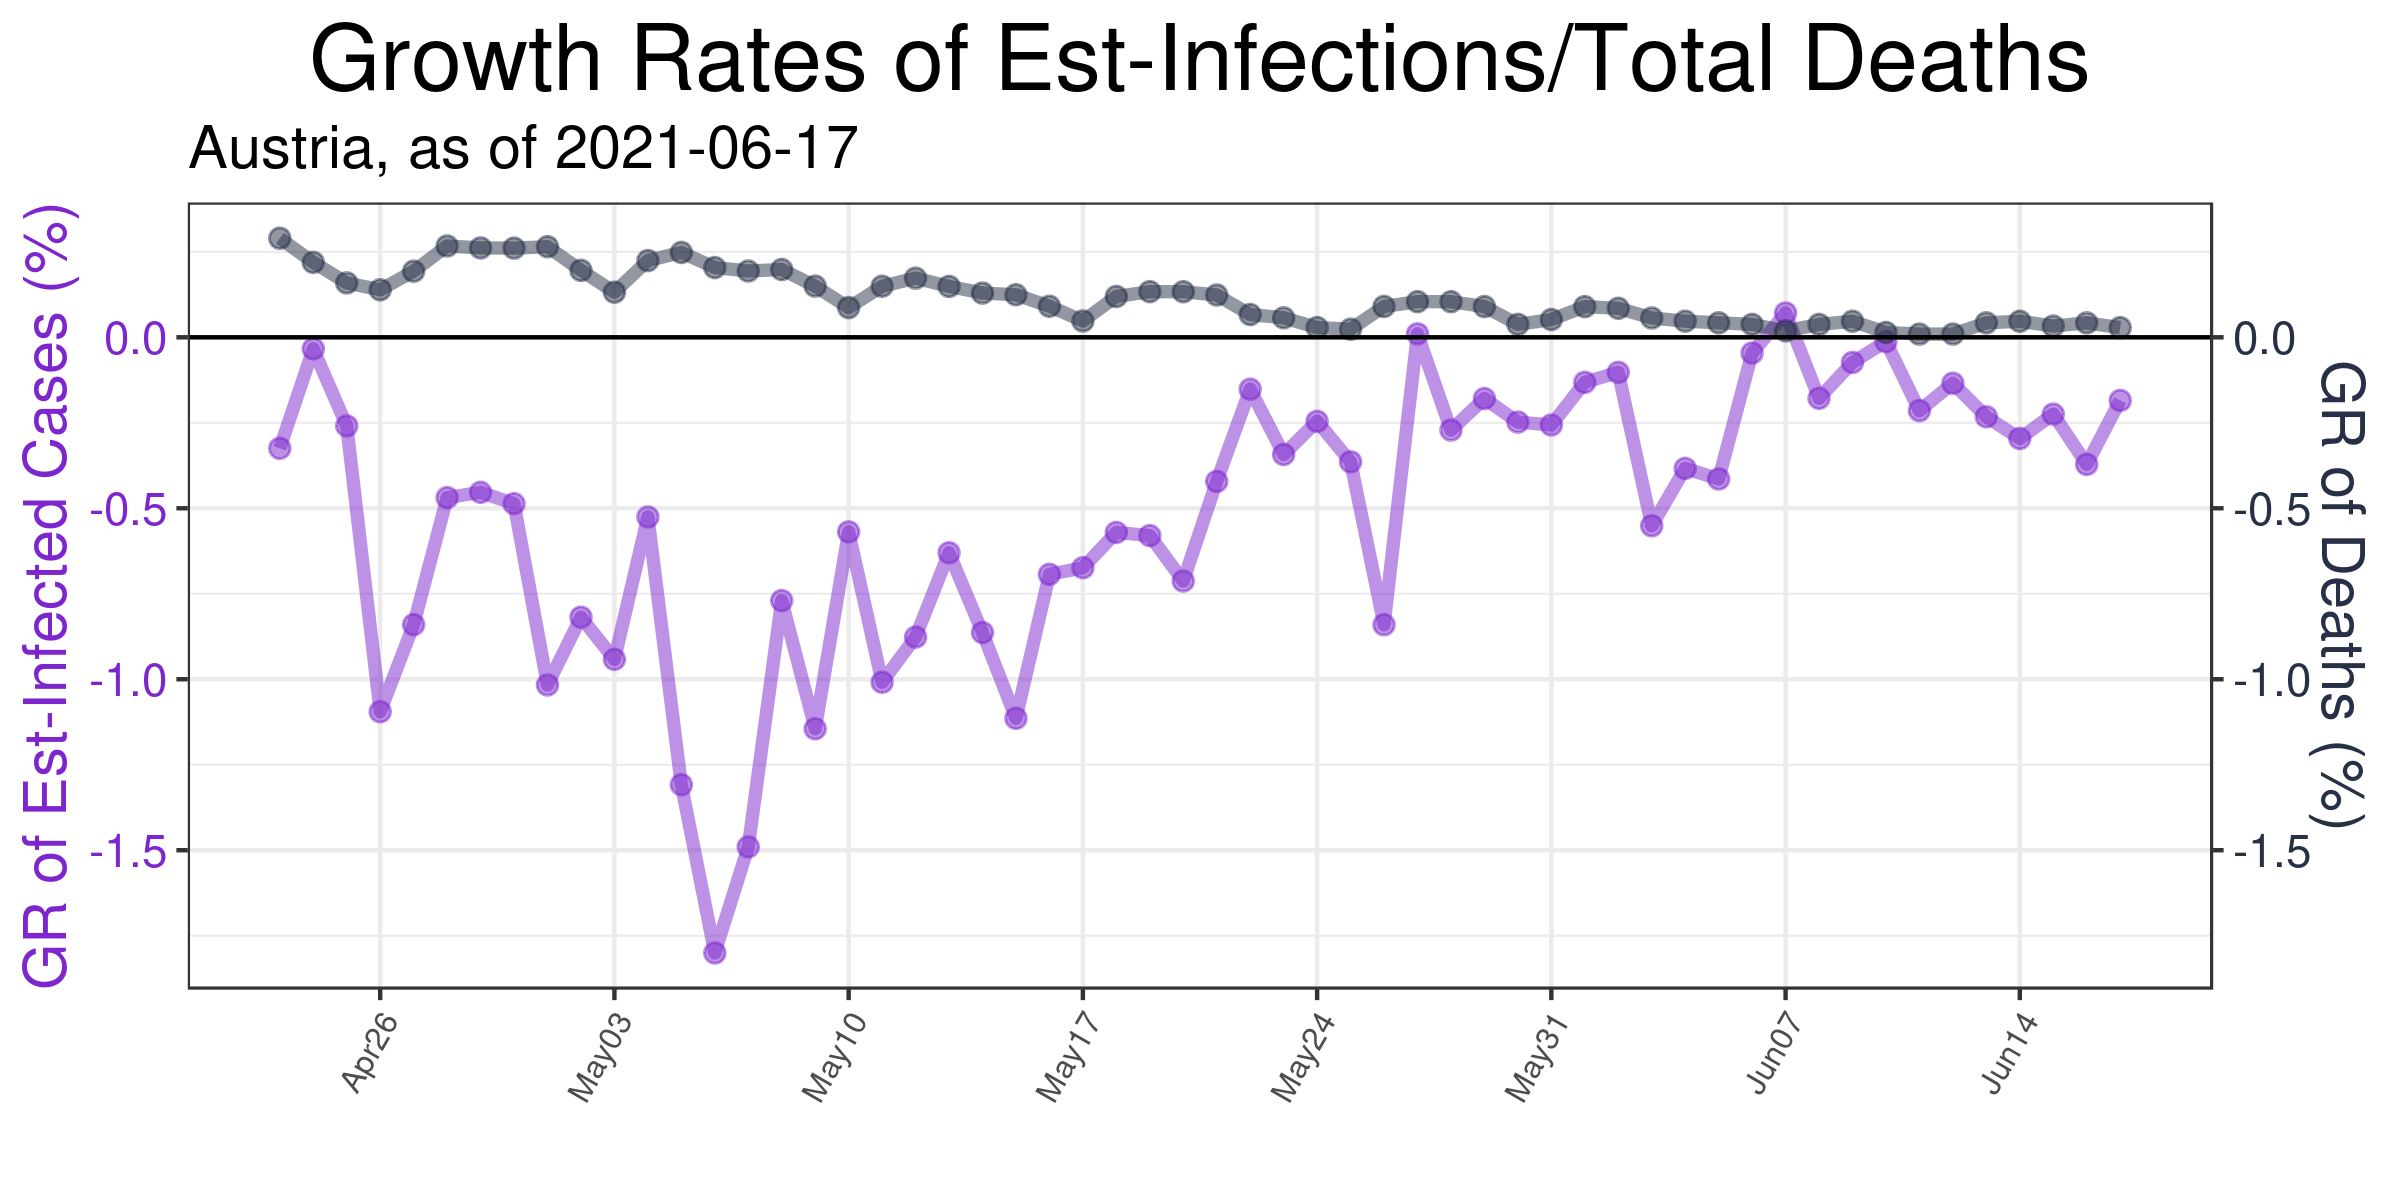 Growth Rates of Est-Infections/Total Deaths
Austria, as of 2021-06-17
GR of Est-Infected Cases (%)
0.0
-0.5
-1.0
-1.5
0.0
-0.5
-1.0
-1.5
GR of Deaths (%)
Apr26
May03
May10
May17
May24
May31
Jun07
Jun14